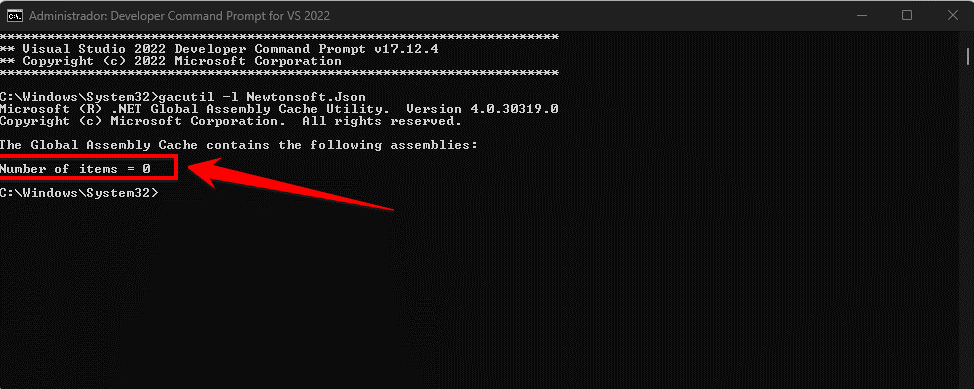 Administrador: Developer Command Prompt for VS 2022
**********************************************************************
** Visual Studio 2022 Developer Command Prompt v17.12.4
** Copyright (c) 2022 Microsoft Corporation
**********************************************************************
C:\Windows\System32>gacutil -l Newtonsoft.Json
Microsoft (R) .NET Global Assembly Cache Utility.  Version 4.0.30319.0
Copyright (c) Microsoft Corporation.  All rights reserved.
The Global Assembly Cache contains the following assemblies:
Number of items = 0
C:\Windows\System32>